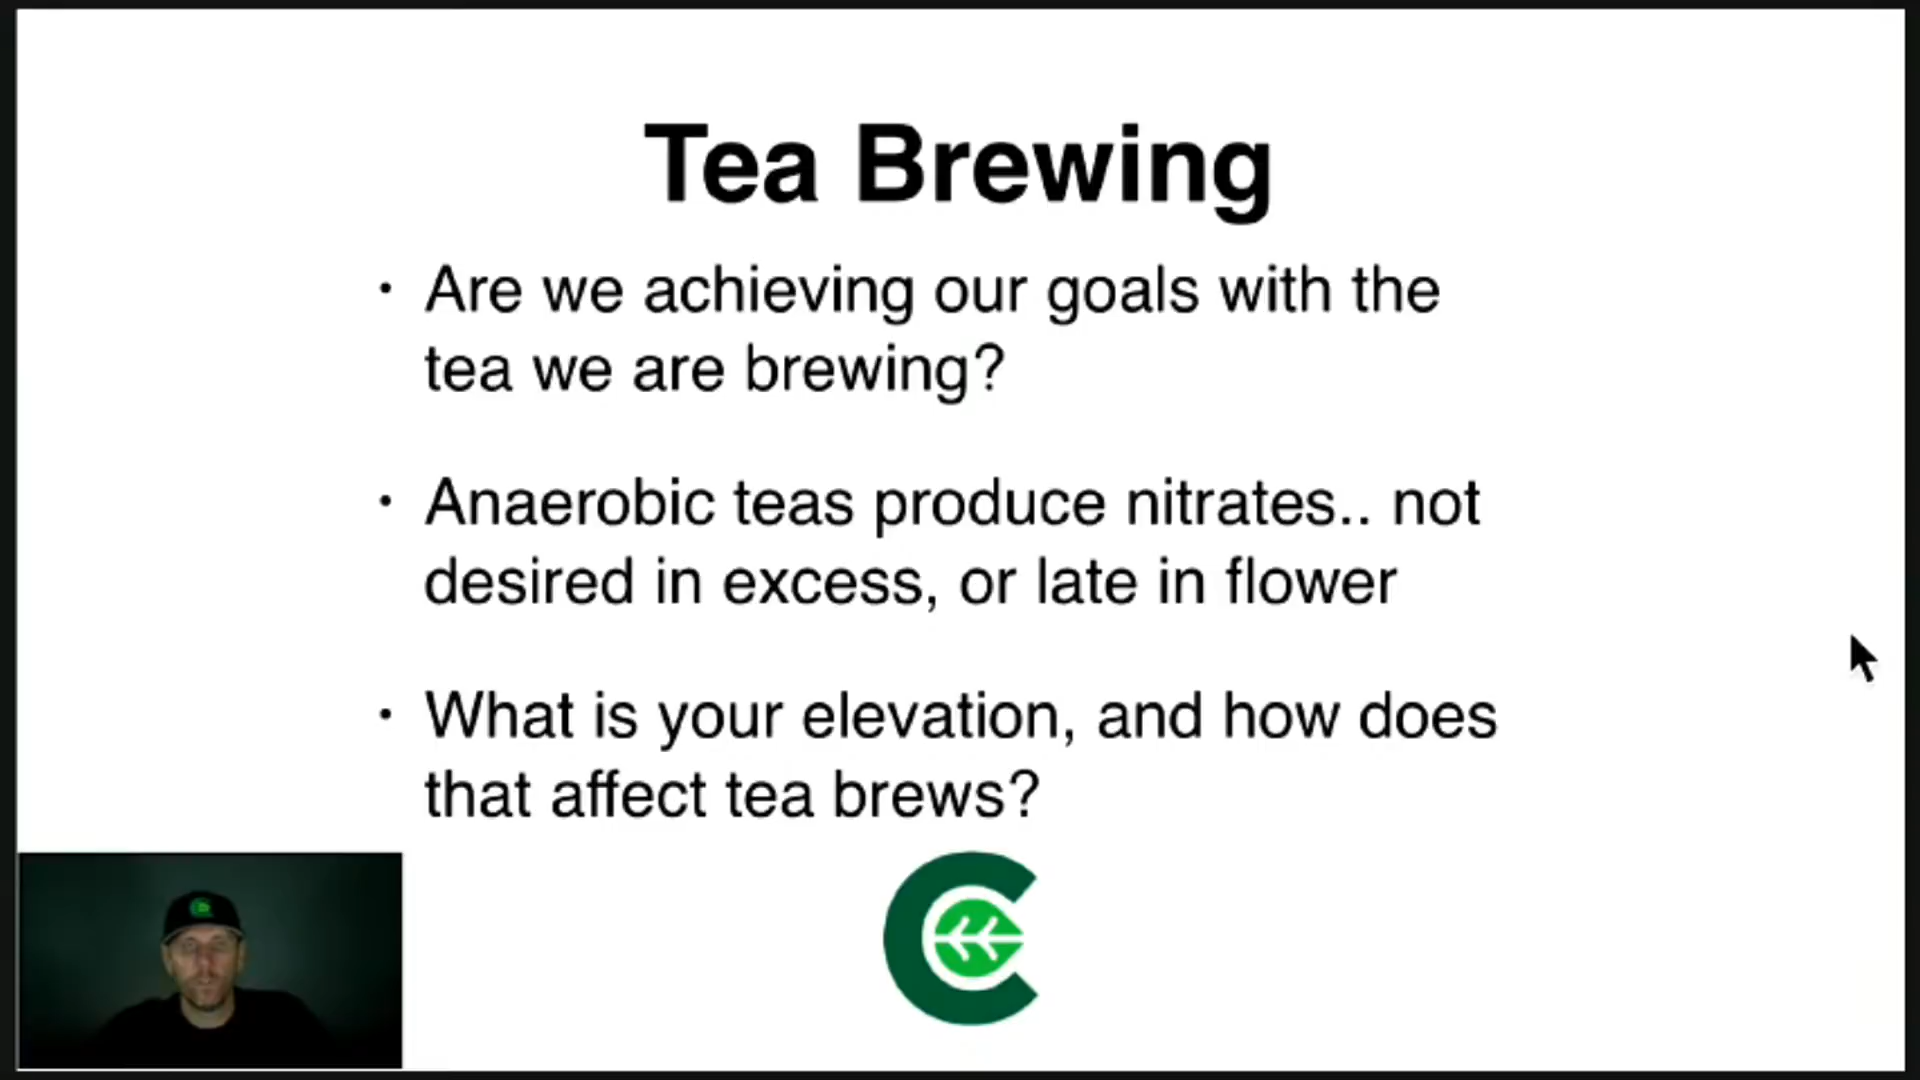 Tea Brewing
• Are we achieving our goals with the
tea we are brewing?
• Anaerobic teas produce nitrates.. not
desired in excess, or late in flower
• What is your elevation, and how does
that affect tea brews?